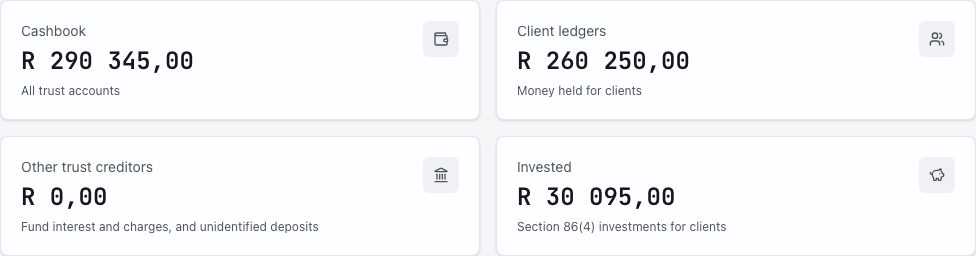 Cashbook
R 290 345,00
All trust accounts
Client ledgers
R 260 250,00
Money held for clients
Other trust creditors
R 0,00
Fund interest and charges, and unidentified deposits
Invested
R 30 095,00
Section 86(4) investments for clients